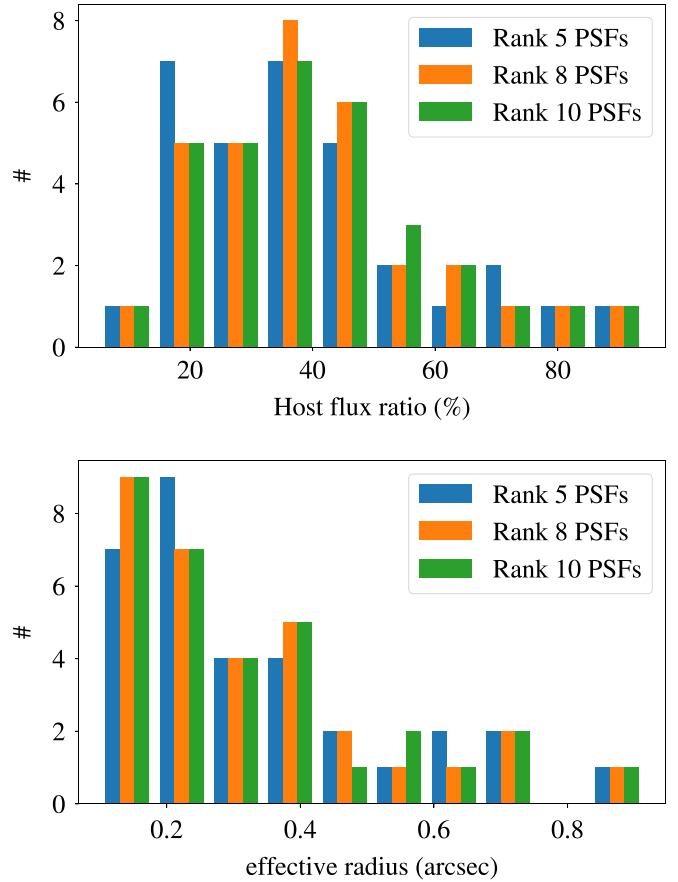 8
6
4
2
0
#
Rank 5 PSFs
Rank 8 PSFs
Rank 10 PSFs
20 40 60 80
Host flux ratio (%)
8
6
4
2
0
#
Rank 5 PSFs
Rank 8 PSFs
Rank 10 PSFs
0.2 0.4 0.6 0.8
effective radius (arcsec)